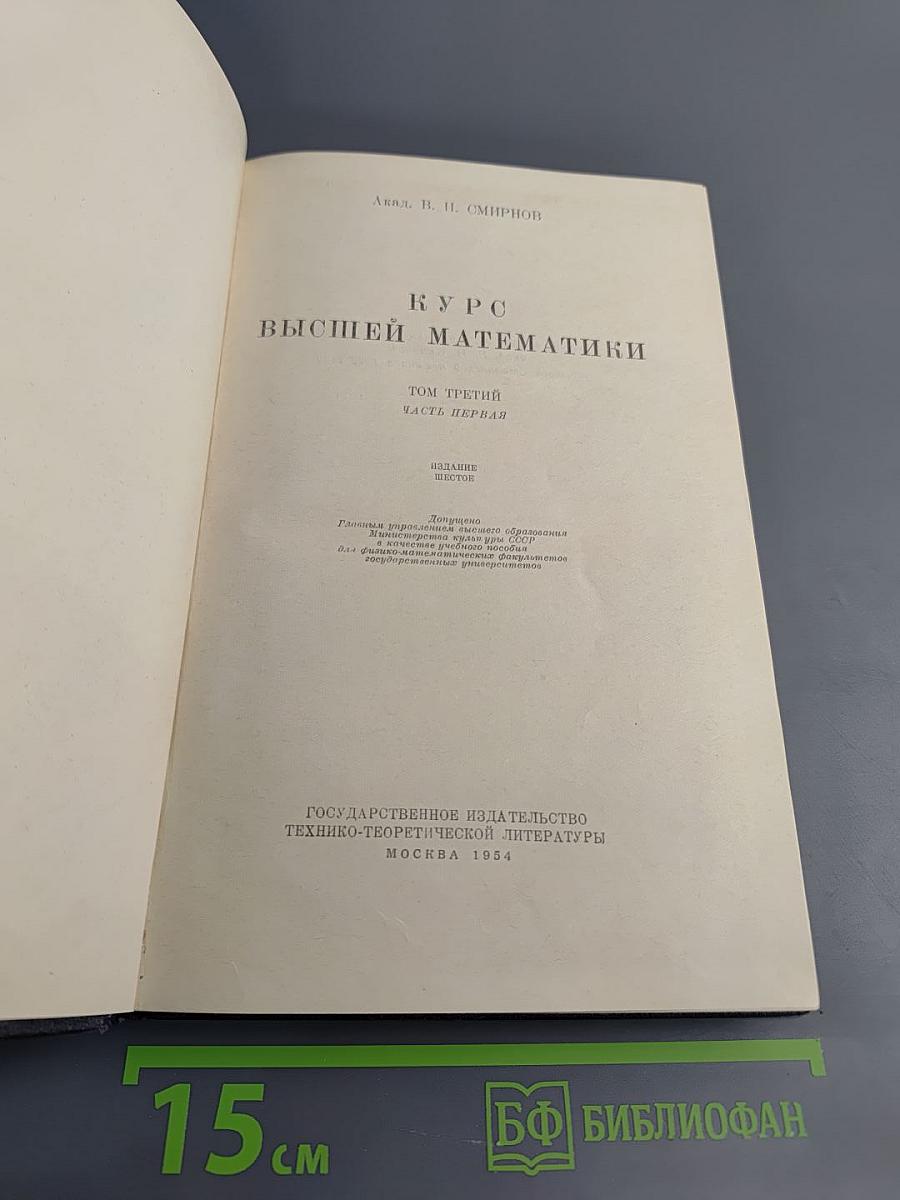 Акад. В. И. СМИРНОВ
КУРС
ВЫСШЕЙ МАТЕМАТИКИ
ТОМ ТРЕТИЙ
ЧАСТЬ ПЕРВАЯ
ИЗДАНИЕ
ШЕСТОЕ
Допущено
Главным управлением высшего образования
Министерства культуры СССР
в качестве учебного пособия
для физико-математических факультетов
государственных университетов
ГОСУДАРСТВЕННОЕ ИЗДАТЕЛЬСТВО
ТЕХНИКО-ТЕОРЕТИЧЕСКОЙ ЛИТЕРАТУРЫ
МОСКВА 1954
15 см
БФ БИБЛИОФАН